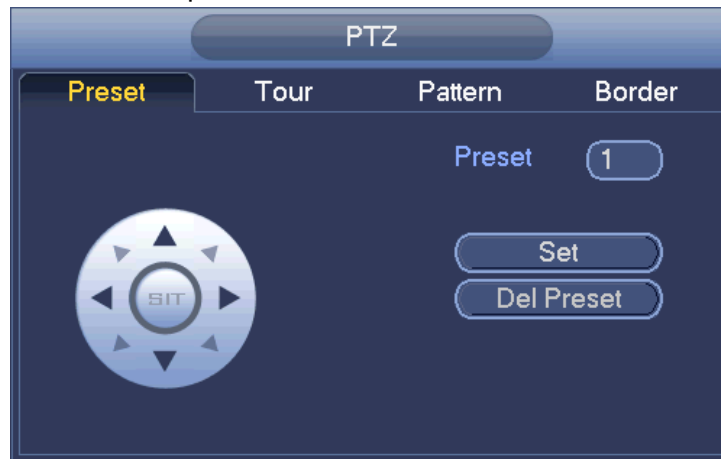 PTZ
Preset Tour Pattern Border
Preset 1
Set
SIT
Del Preset